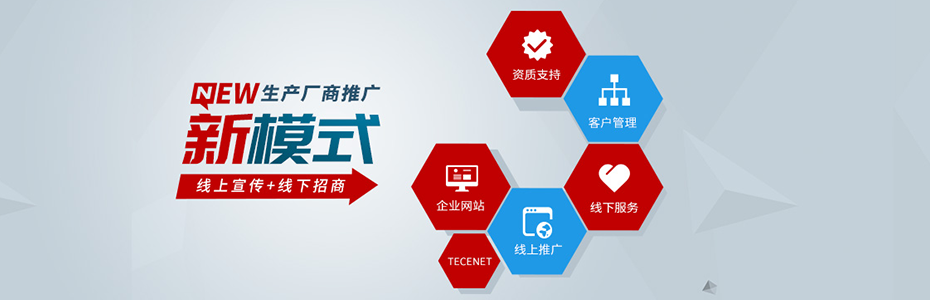 NEW生产厂商推广
新模式
线上宣传+线下招商
资质支持
客户管理
企业网站
线下服务
线上推广
TECENET